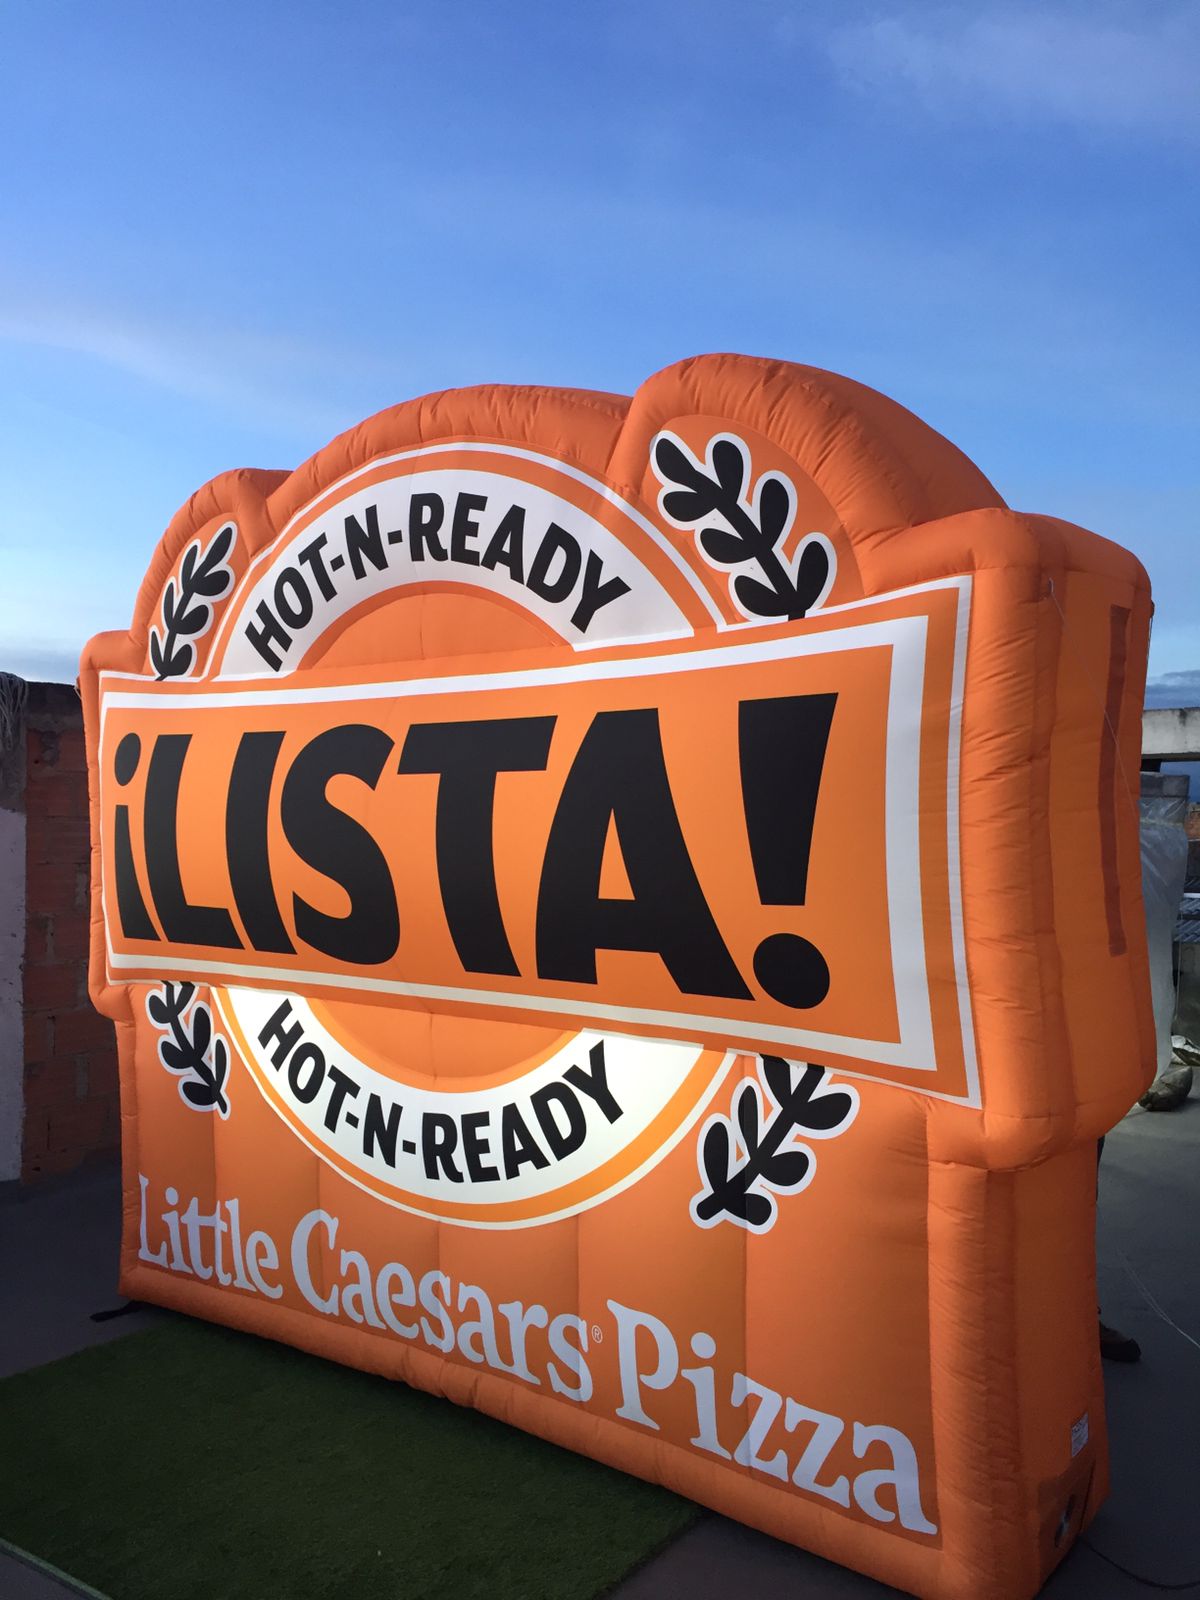 HOT-N-READY
¡LISTA!
HOT-N-READY
Little Caesars® Pizza